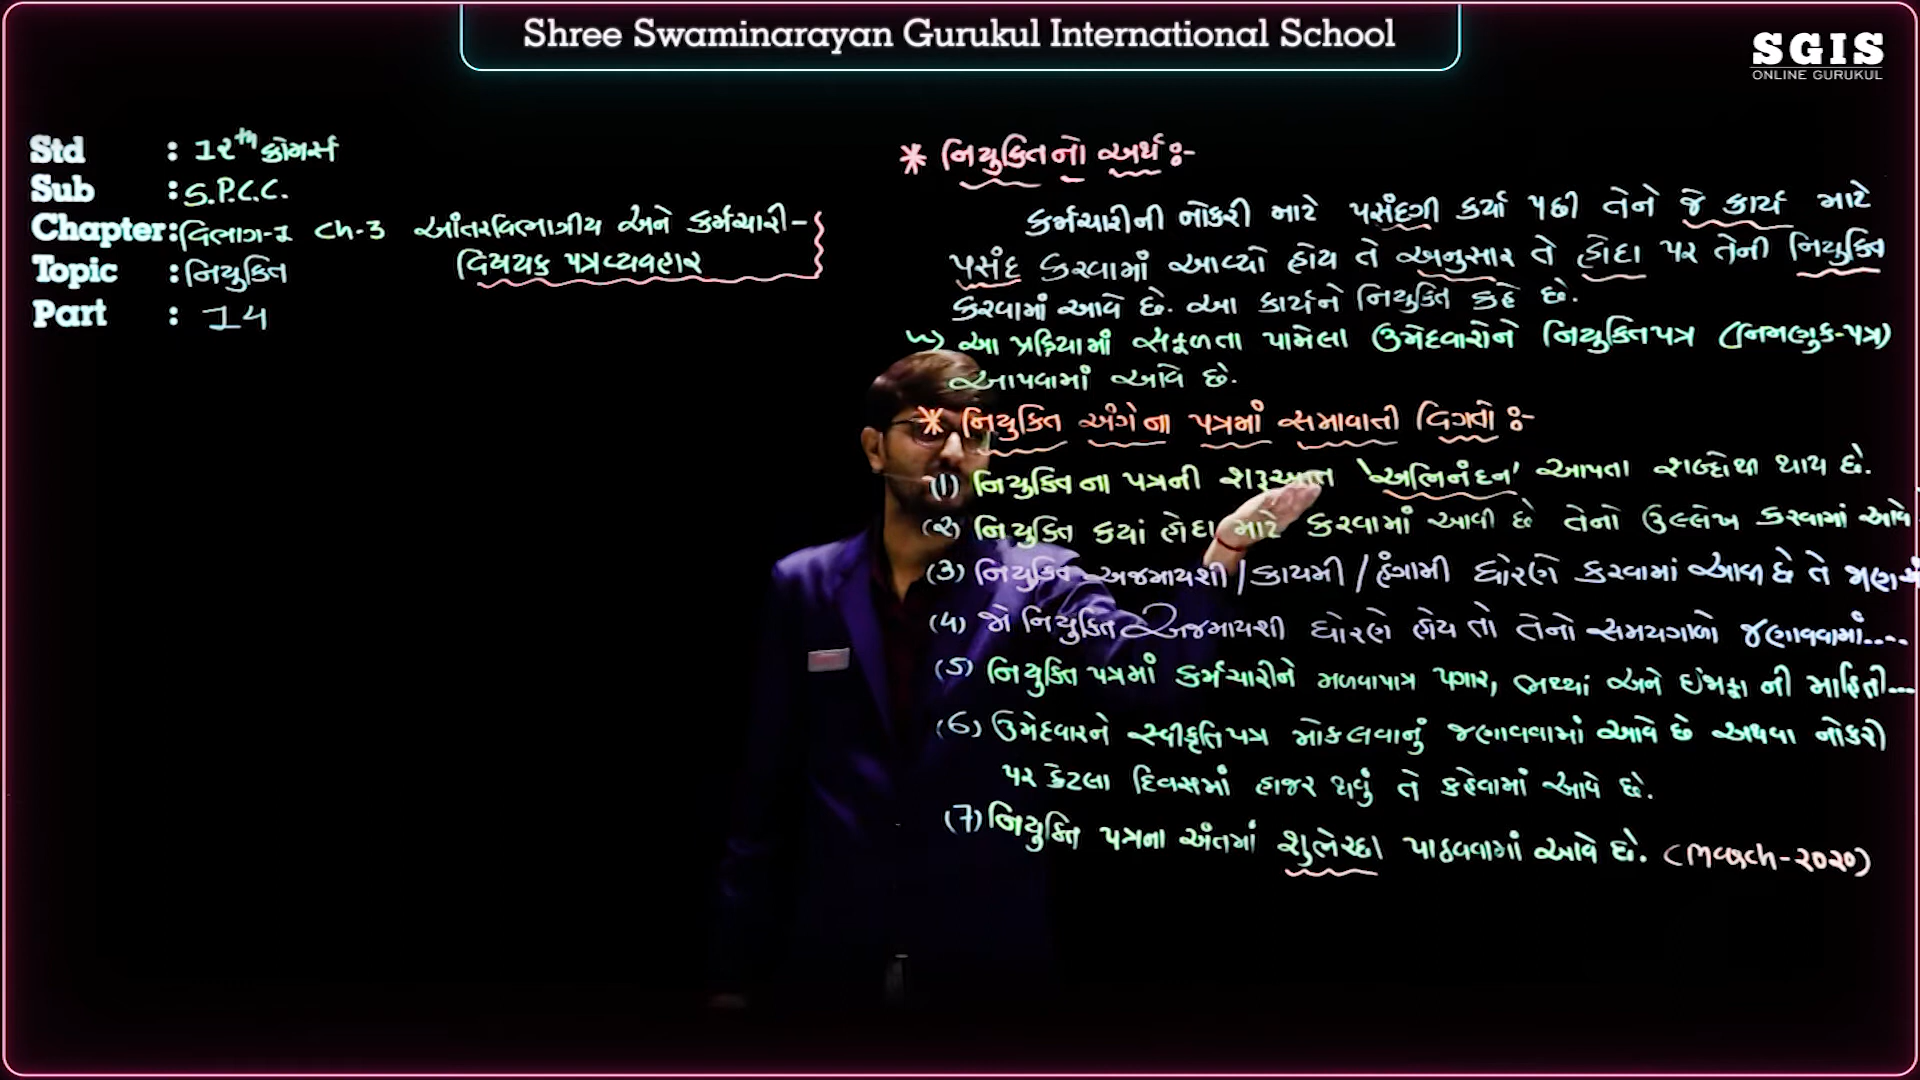 Shree Swaminarayan Gurukul International School
SGIS
ONLINE GURUKUL
Std : 12th કોમર્સ
Sub : S.P.C.C.
Chapter: વિભાગ-1 Ch-3 આંતરવિભાગીય અને કર્મચારી-
વિષયક પત્રવ્યવહાર
Topic : નિયુક્તિ
Part : 14
* નિયુક્તિનો અર્થ :-
કર્મચારીની નોકરી માટે પસંદગી કર્યા પછી તેને જે કાર્ય માટે
પસંદ કરવામાં આવ્યો હોય તે અનુસાર તે હોદા પર તેની નિયુક્તિ
કરવામાં આવે છે. આ કાર્યને નિયુક્તિ કહે છે.
આ પ્રક્રિયામાં સફળતા પામેલા ઉમેદવારોને નિયુક્તિપત્ર (નિમણુક-પત્ર)
આપવામાં આવે છે.
* નિયુક્તિ અંગેના પત્રમાં સમાવાતી વિગતો :-
(1) નિયુક્તિના પત્રની શરૂઆત 'અભિનંદન' આપતા શબ્દોથી થાય છે.
(2) નિયુક્તિ કયાં હોદા માટે કરવામાં આવી છે તેનો ઉલ્લેખ કરવામાં આવે
(3) નિયુક્તિ અજમાયશી/કાયમી/હંગામી ધોરણે કરવામાં આવી છે તે
(4) જો નિયુક્તિ અજમાયશી ધોરણે હોય તો તેનો સમયગાળો જણાવવામાં....
(5) નિયુક્તિ પત્રમાં કર્મચારીને મળવાપાત્ર પગાર, ભથ્થાં અને ઇજાફા ની માહિતી...
(6) ઉમેદવારને સ્વીકૃતિપત્ર મોકલવાનું જણાવવામાં આવે છે અથવા નોકરી
પર કેટલા દિવસમાં હાજર થવું તે કહેવામાં આવે છે.
(7) નિયુક્તિ પત્રના અંતમાં શુભેચ્છા પાઠવવામાં આવે છે. (March-2020)